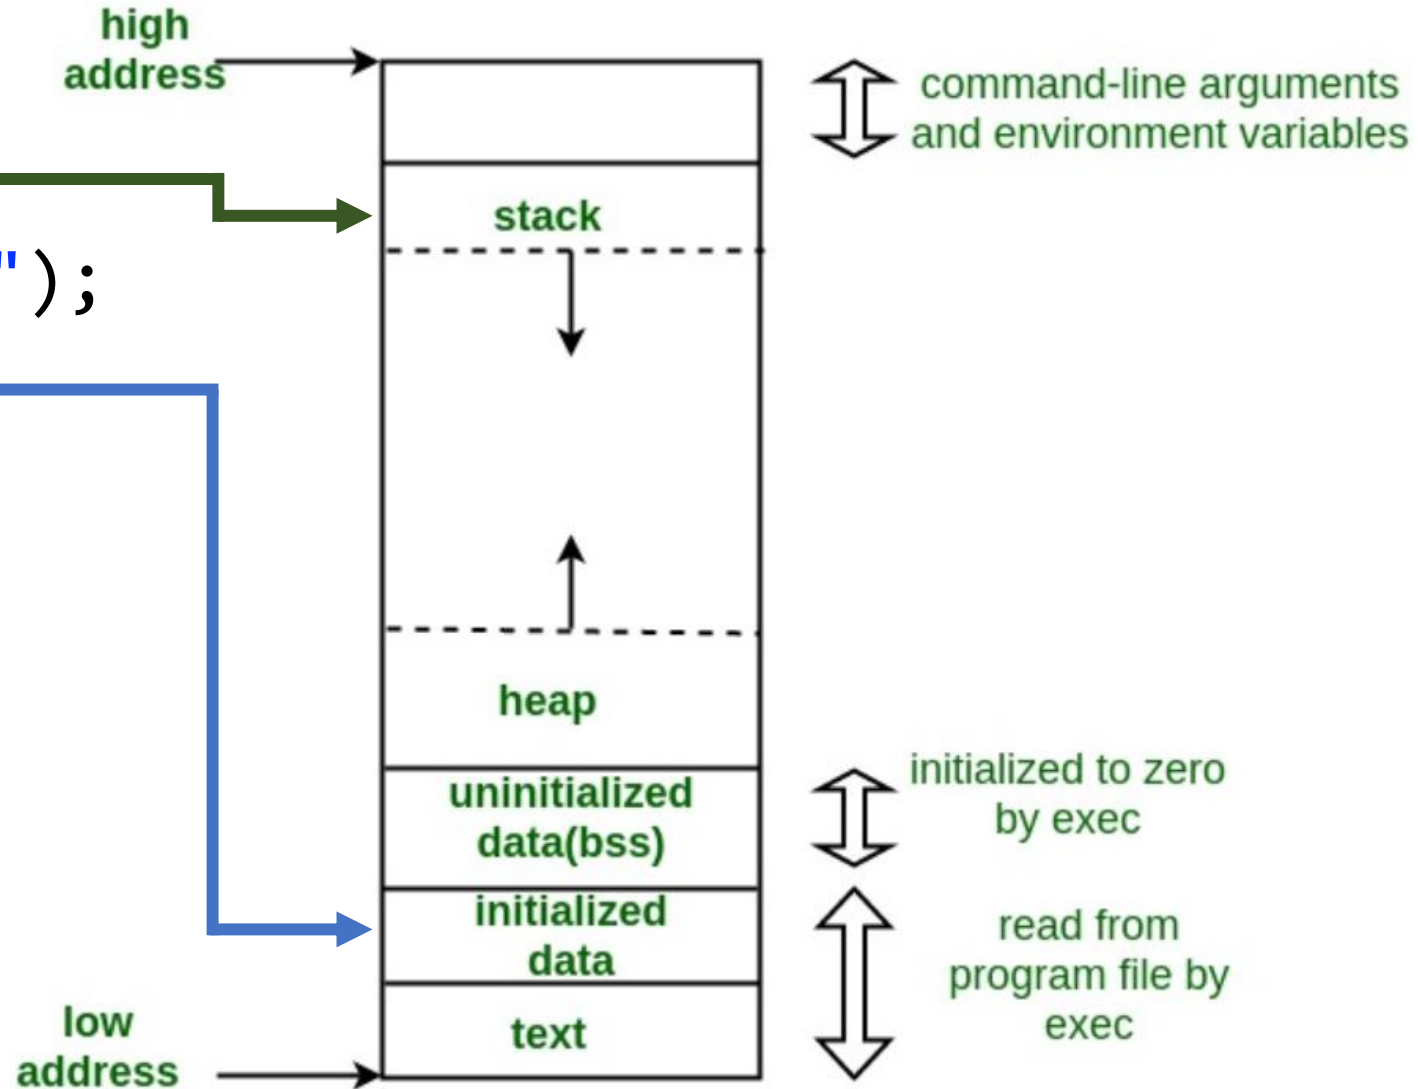 high
address
command-line arguments
and environment variables
stack
");
heap
uninitialized
data(bss)
initialized to zero
by exec
initialized
data
read from
program file by
exec
text
low
address